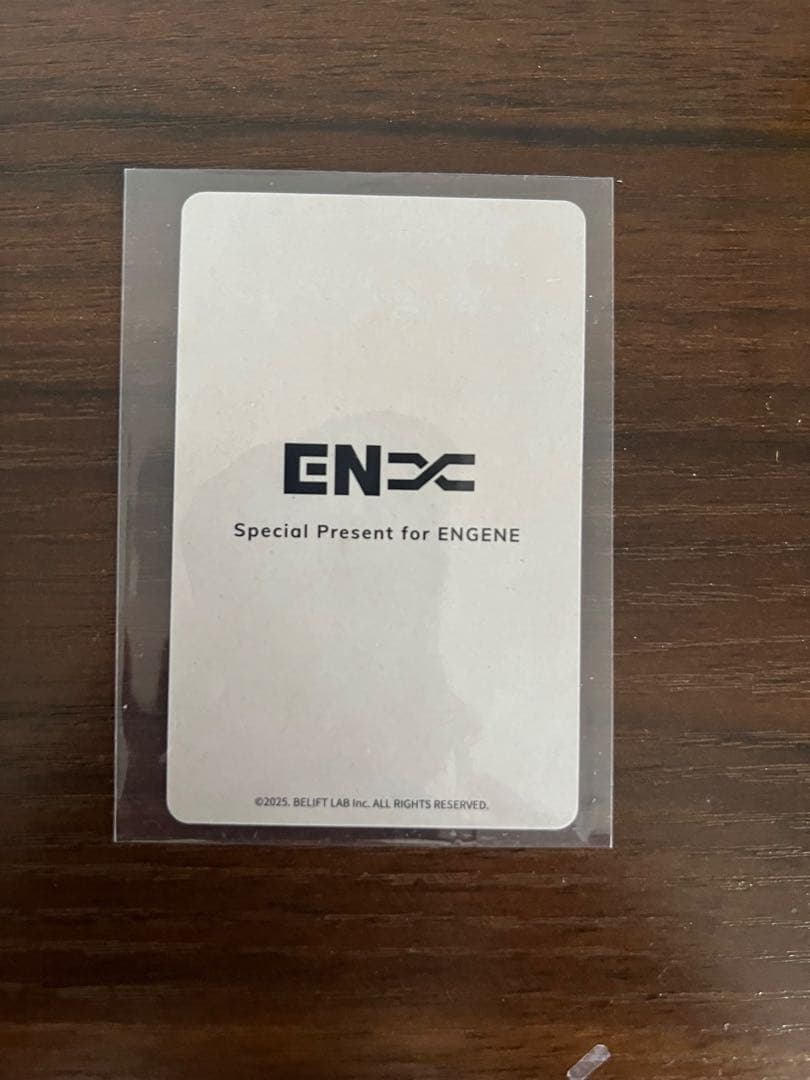 EN-X
Special Present for ENGENE
©2025. BELIFT LAB Inc. ALL RIGHTS RESERVED.